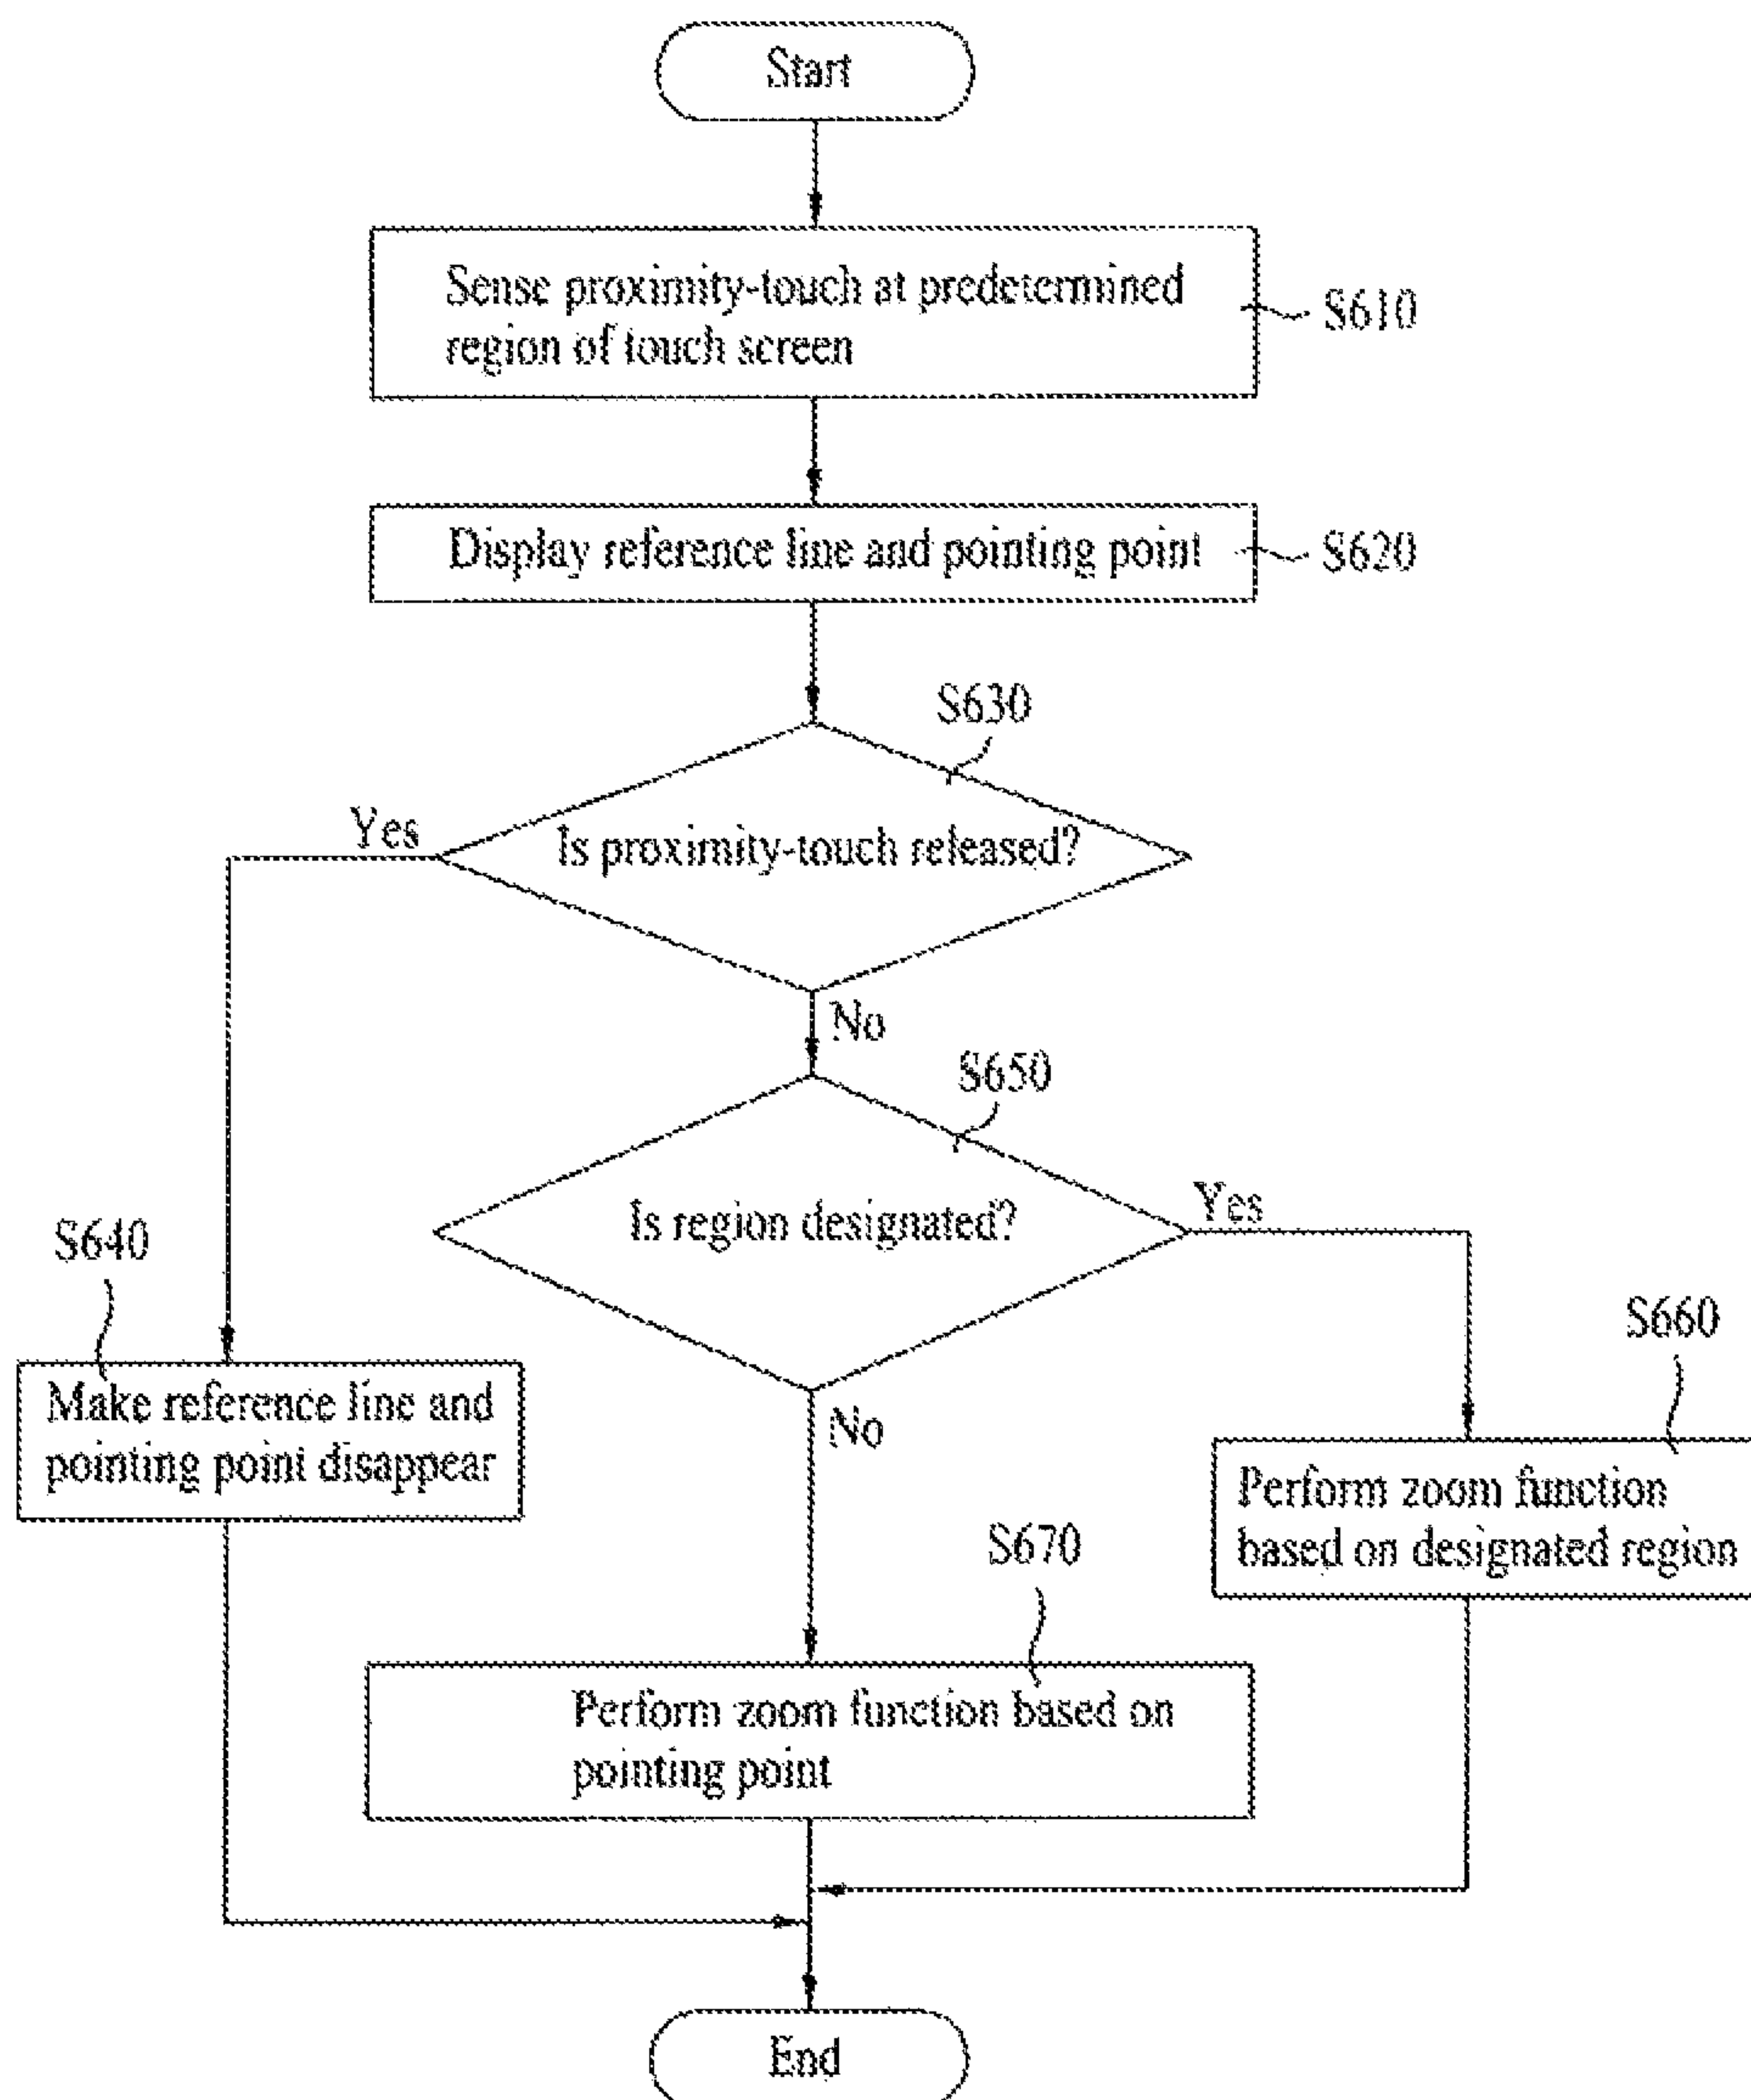 Start
Sense proximity-touch at predetermined
region of touch screen
S610
Display reference line and pointing point
S620
S630
Yes
Is proximity-touch released?
No
S650
Is region designated?
Yes
S640
Make reference line and
pointing point disappear
No
S660
Perform zoom function
based on designated region
S670
Perform zoom function based on
pointing point
End